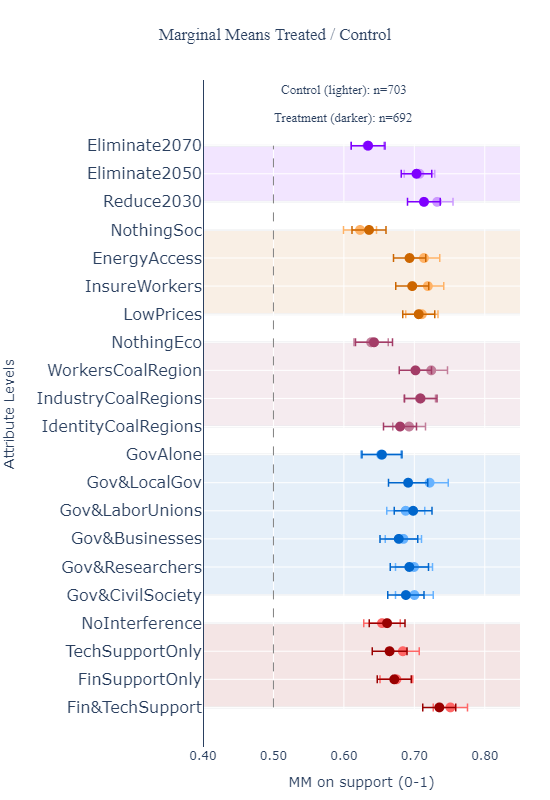 Marginal Means Treated / Control
Control (lighter): n=703
Treatment (darker): n=692
Eliminate2070
Eliminate2050
Reduce2030
NothingSoc
EnergyAccess
InsureWorkers
LowPrices
NothingEco
WorkersCoalRegion
IndustryCoalRegions
IdentityCoalRegions
GovAlone
Gov&LocalGov
Gov&LaborUnions
Gov&Businesses
Gov&Researchers
Gov&CivilSociety
NoInterference
TechSupportOnly
FinSupportOnly
Fin&TechSupport
Attribute Levels
0.40 0.50 0.60 0.70 0.80
MM on support (0-1)